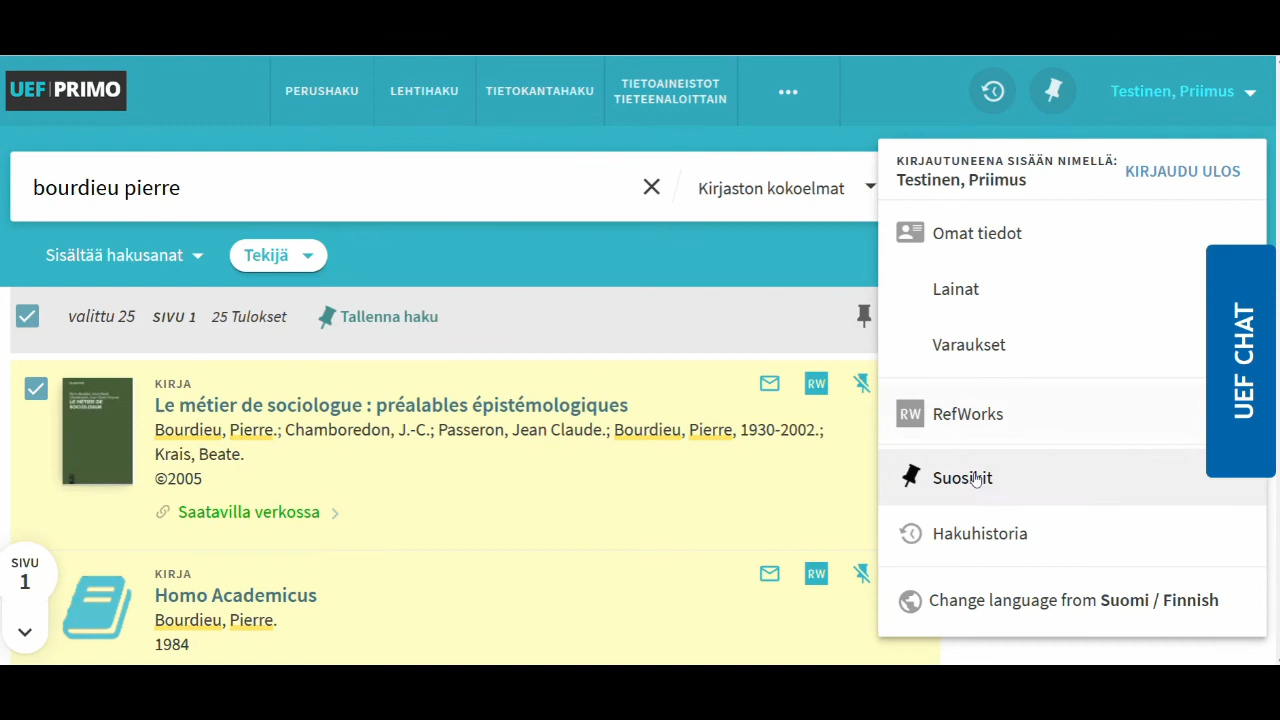 UEF PRIMO
PERUSHAKU
LEHTIHAKU
TIETOKANTAHAKU
TIETOAINEISTOT
TIETEENALOITTAIN
Testinen, Priimus
bourdieu pierre
Kirjaston kokoelmat
Sisältää hakusanat
Tekijä
valittu 25 SIVU 1 25 Tulokset Tallenna haku
KIRJA
RW
Le métier de sociologue : préalables épistémologiques
Bourdieu, Pierre.; Chamboredon, J.-C.; Passeron, Jean Claude.; Bourdieu, Pierre, 1930-2002.;
Krais, Beate.
©2005
Saatavilla verkossa
SIVU
1
KIRJA
RW
Homo Academicus
Bourdieu, Pierre.
1984
KIRJAUTUNEENA SISÄÄN NIMELLÄ:
Testinen, Priimus
KIRJAUDU ULOS
Omat tiedot
Lainat
Varaukset
RW RefWorks
Suosikit
Hakuhistoria
Change language from Suomi / Finnish
UEF CHAT